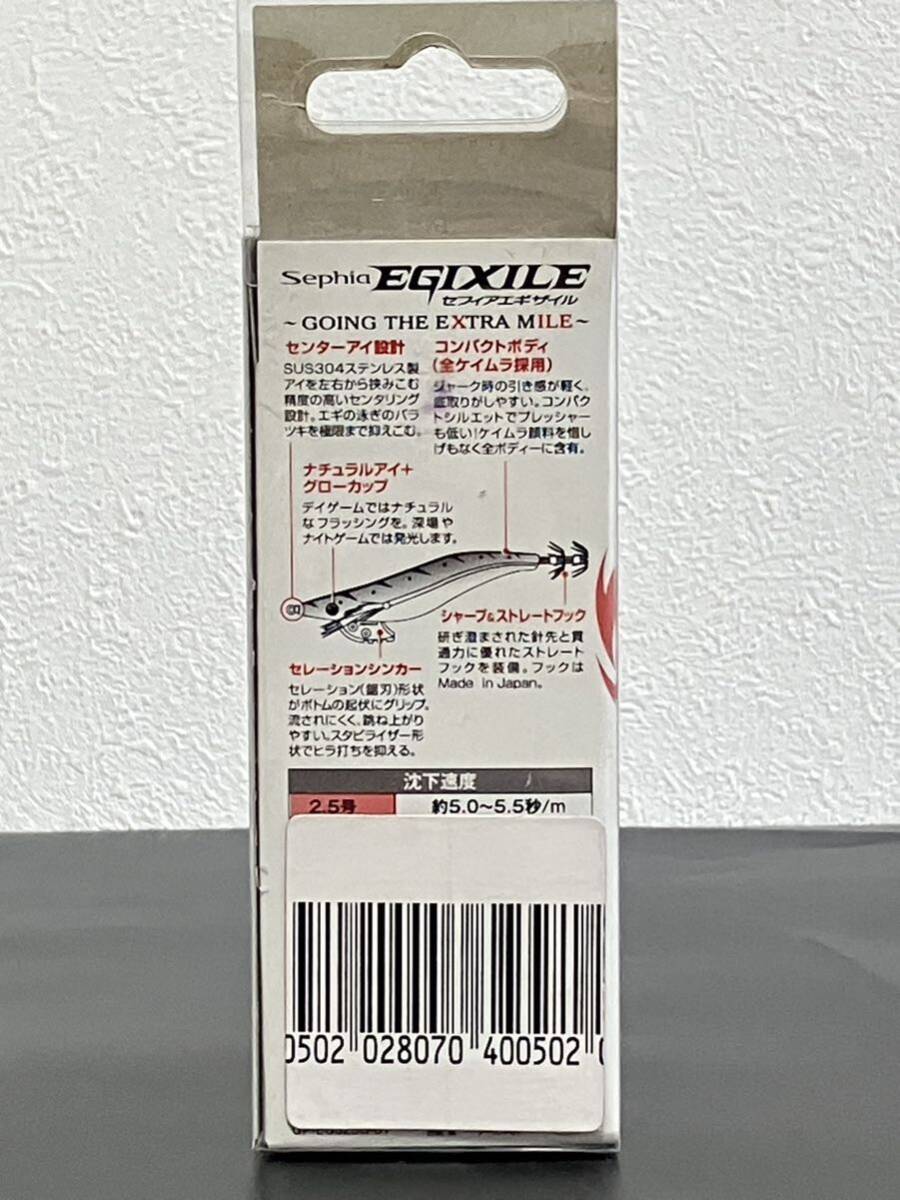 Sephia EGIXILE
セフィアエギザイル
~GOING THE EXTRA MILE~
センターアイ設計
SUS304ステンレス製
アイを左右から挟みこむ
精度の高いセンタリング
設計。エギの泳ぎのバラ
ツキを極限まで抑えこむ。
コンパクトボディ
(全ケイムラ採用)
ジャーク時の引き感が軽く、
底取りがしやすい。コンパク
トシルエットでプレッシャー
も低い!ケイムラ顔料を惜し
げもなく全ボディーに含有。
ナチュラルアイ+
グローカップ
デイゲームではナチュラル
なフラッシングを。深場や
ナイトゲームでは発光します。
シャープ&ストレートフック
研ぎ澄まされた針先と貫
通力に優れたストレート
フックを装備。フックは
Made in Japan。
セレーションシンカー
セレーション(鋸刃)形状
がボトムの起伏にグリップ。
流されにくく、跳ね上がり
やすい。スタビライザー形
状でヒラ打ちを抑える。
沈下速度
2.5号 約5.0~5.5秒/m
0502 028070 400502